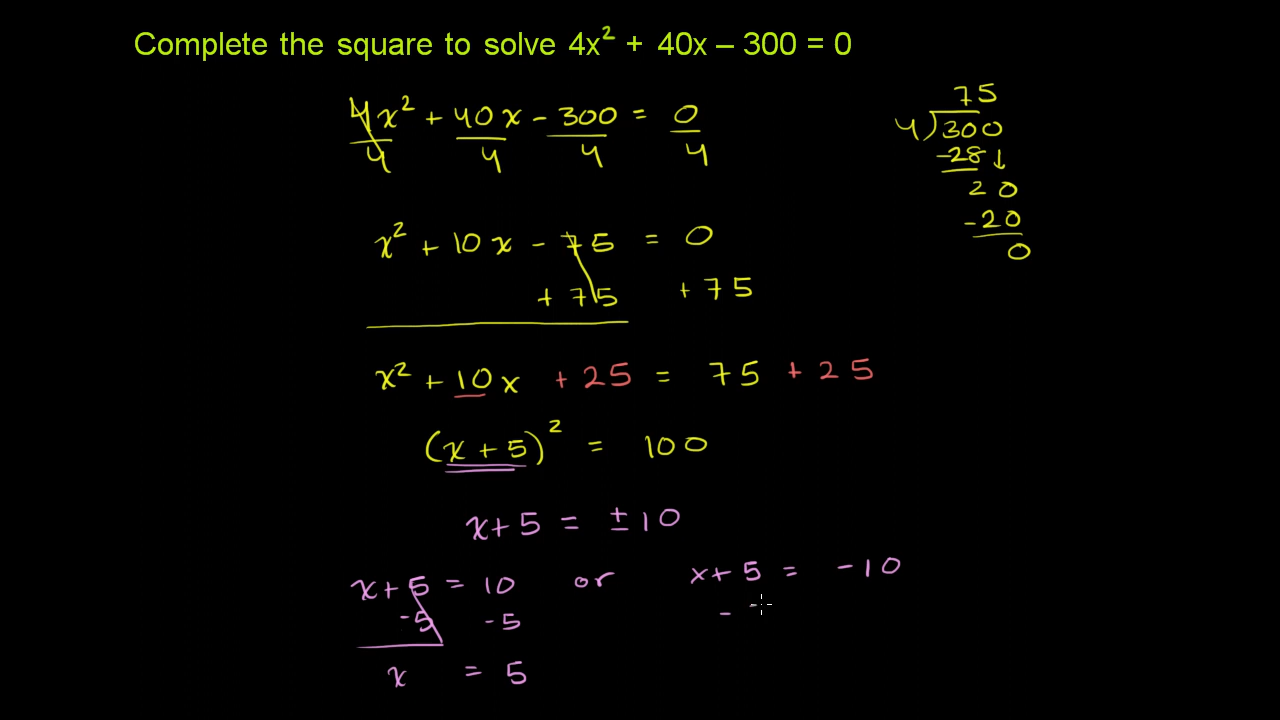 Complete the square to solve 4x² + 40x – 300 = 0
4x²/4 + 40x/4 - 300/4 = 0/4
x² + 10x - 75 = 0
+ 75 + 75
x² + 10x + 25 = 75 + 25
(x + 5)² = 100
x + 5 = ± 10
x + 5 = 10 or x + 5 = -10
-5 -5 -
x = 5
75
4)300
-28↓
20
-20
0